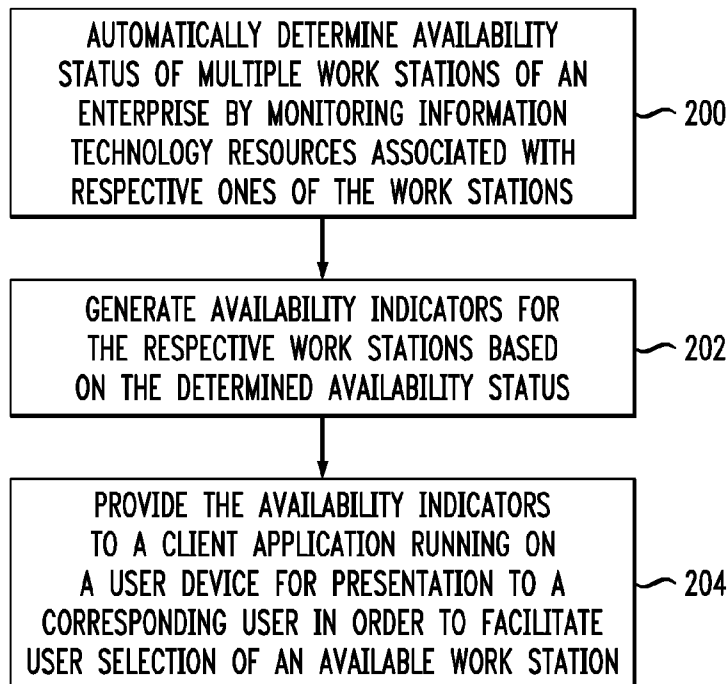 AUTOMATICALLY DETERMINE AVAILABILITY
STATUS OF MULTIPLE WORK STATIONS OF AN
ENTERPRISE BY MONITORING INFORMATION
TECHNOLOGY RESOURCES ASSOCIATED WITH
RESPECTIVE ONES OF THE WORK STATIONS
200
GENERATE AVAILABILITY INDICATORS FOR
THE RESPECTIVE WORK STATIONS BASED
ON THE DETERMINED AVAILABILITY STATUS
202
PROVIDE THE AVAILABILITY INDICATORS
TO A CLIENT APPLICATION RUNNING ON
A USER DEVICE FOR PRESENTATION TO A
CORRESPONDING USER IN ORDER TO FACILITATE
USER SELECTION OF AN AVAILABLE WORK STATION
204